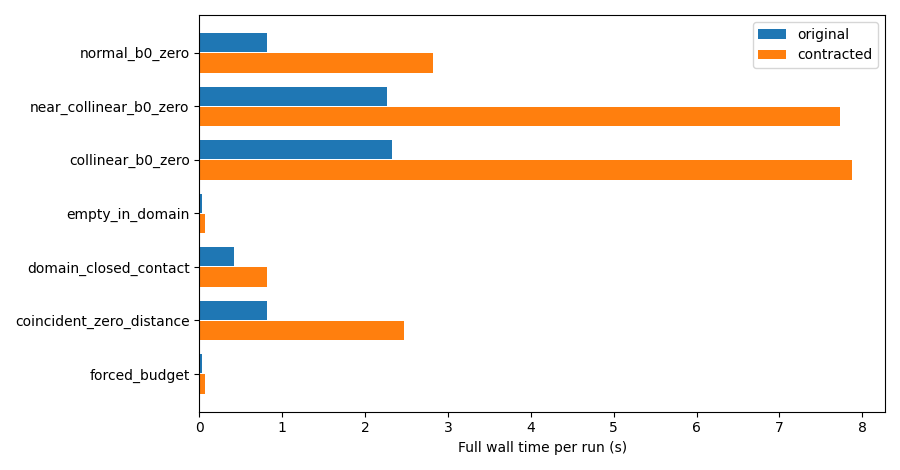 original
contracted
normal_b0_zero
near_collinear_b0_zero
collinear_b0_zero
empty_in_domain
domain_closed_contact
coincident_zero_distance
forced_budget
0 1 2 3 4 5 6 7 8
Full wall time per run (s)